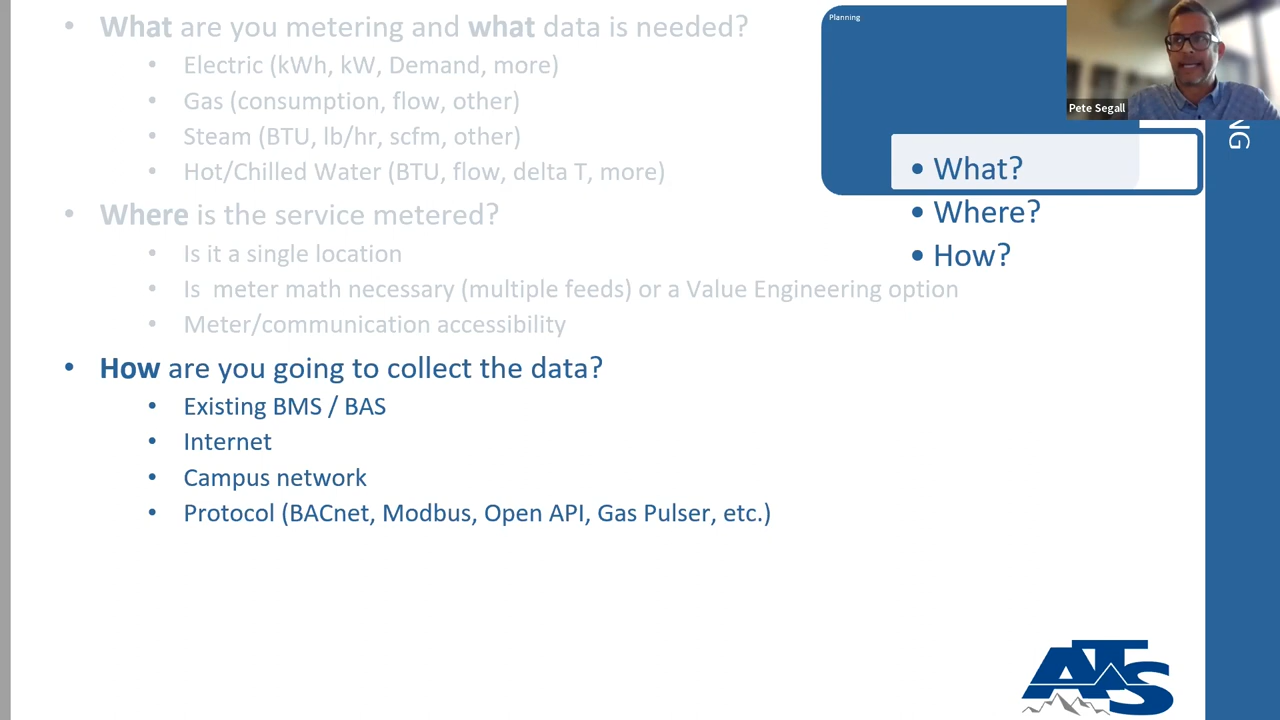 What are you metering and what data is needed?
Electric (kWh, kW, Demand, more)
Gas (consumption, flow, other)
Steam (BTU, lb/hr, scfm, other)
Hot/Chilled Water (BTU, flow, delta T, more)
Where is the service metered?
Is it a single location
Is meter math necessary (multiple feeds) or a Value Engineering option
Meter/communication accessibility
How are you going to collect the data?
Existing BMS / BAS
Internet
Campus network
Protocol (BACnet, Modbus, Open API, Gas Pulser, etc.)
Planning
What?
Where?
How?
Pete Segall
NG
ATS